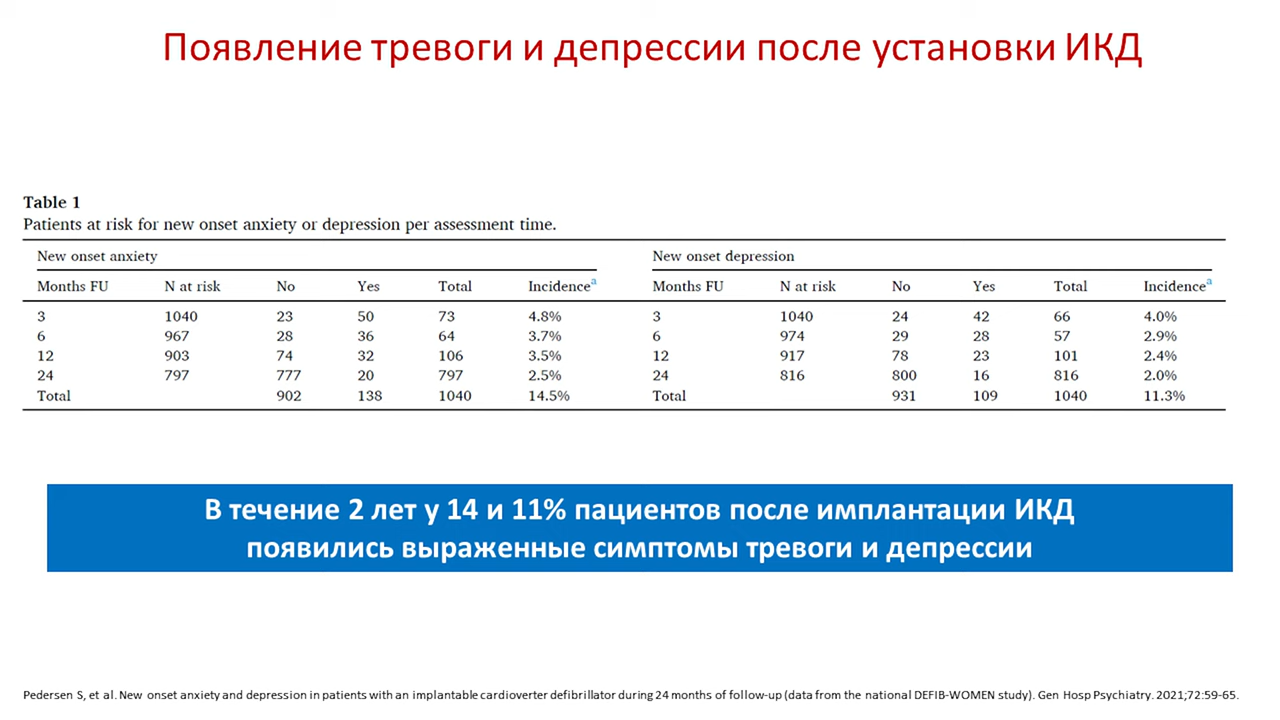 Появление тревоги и депрессии после установки ИКД
Table 1
Patients at risk for new onset anxiety or depression per assessment time.
New onset anxiety New onset depression
Months FU N at risk No Yes Total Incidencea Months FU N at risk No Yes Total Incidencea
3 1040 23 50 73 4.8% 3 1040 24 42 66 4.0%
6 967 28 36 64 3.7% 6 974 29 28 57 2.9%
12 903 74 32 106 3.5% 12 917 78 23 101 2.4%
24 797 777 20 797 2.5% 24 816 800 16 816 2.0%
Total 902 138 1040 14.5% Total 931 109 1040 11.3%
В течение 2 лет у 14 и 11% пациентов после имплантации ИКД
появились выраженные симптомы тревоги и депрессии
Pedersen S, et al. New onset anxiety and depression in patients with an implantable cardioverter defibrillator during 24 months of follow-up (data from the national DEFIB-WOMEN study). Gen Hosp Psychiatry. 2021;72:59-65.